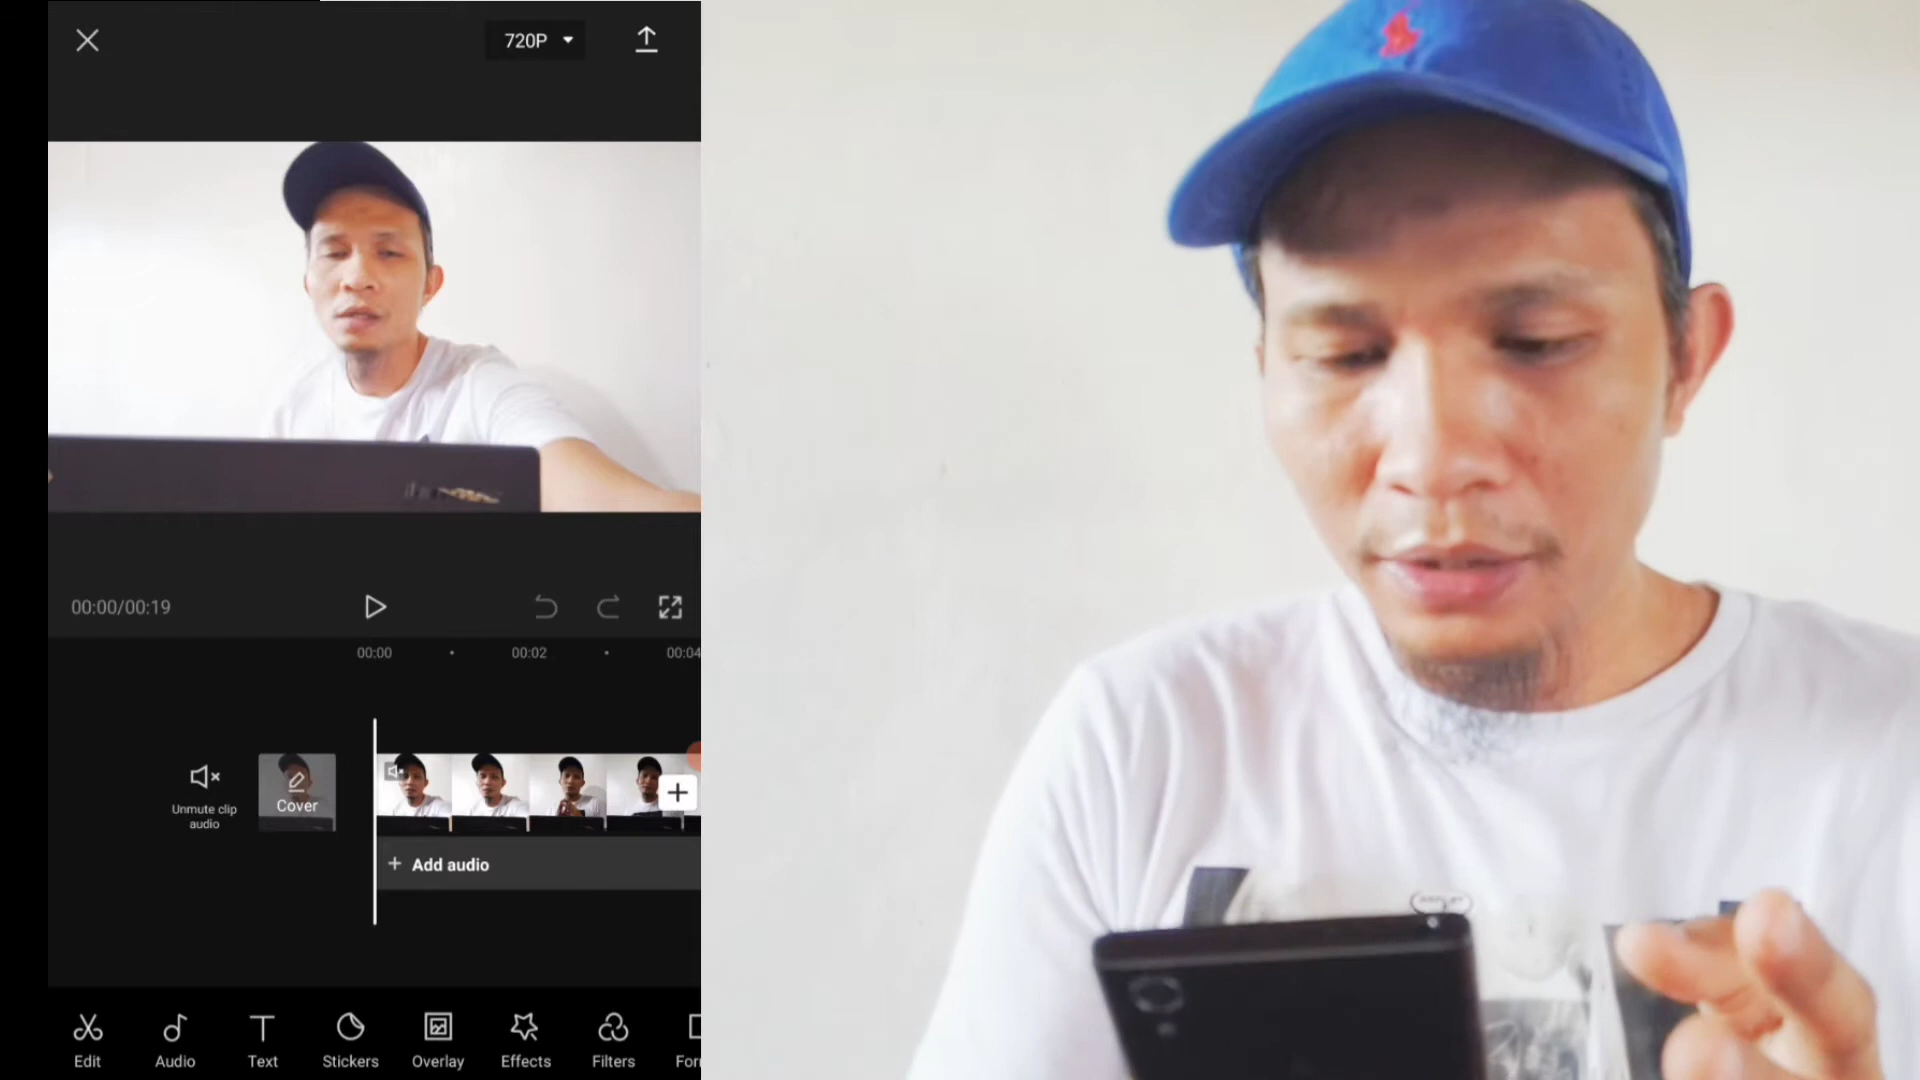 720P
00:00/00:19
00:00
00:02
00:04
Unmute clip
audio
Cover
+ Add audio
Edit
Audio
Text
Stickers
Overlay
Effects
Filters
For